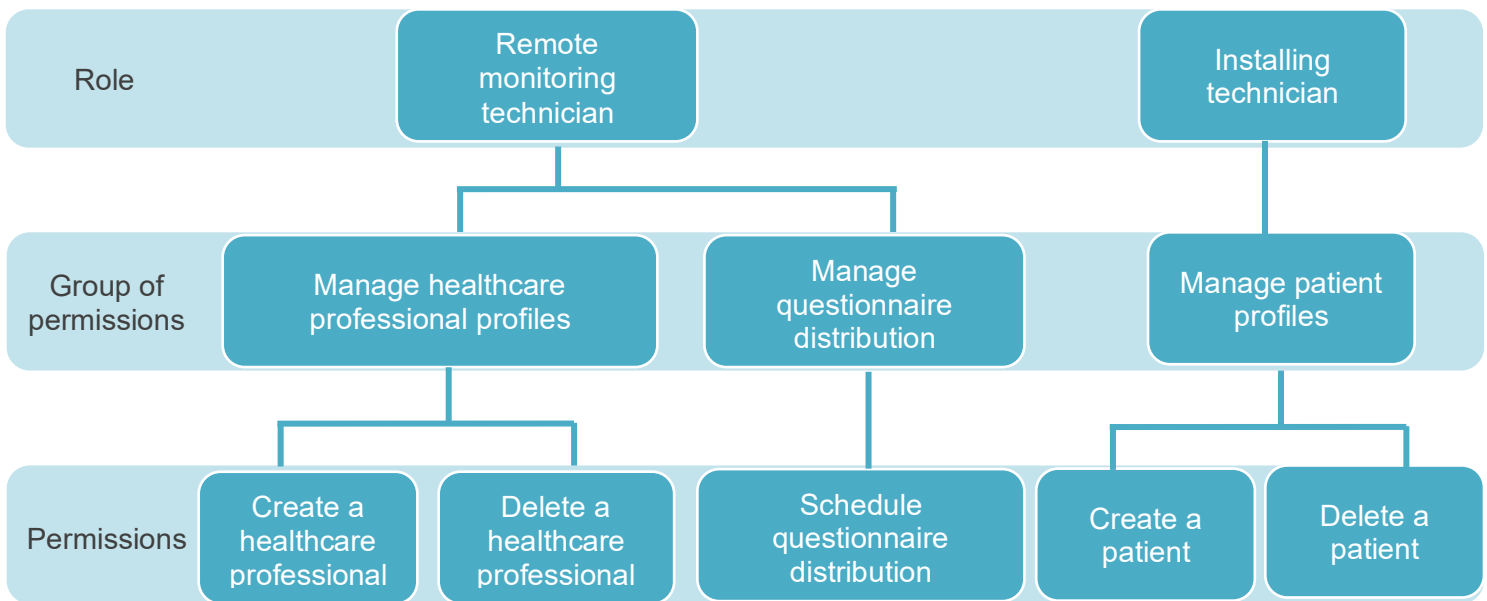 Role
Remote
monitoring
technician
Installing
technician
Group of
permissions
Manage healthcare
professional profiles
Manage
questionnaire
distribution
Manage patient
profiles
Permissions
Create a
healthcare
professional
Delete a
healthcare
professional
Schedule
questionnaire
distribution
Create a
patient
Delete a
patient